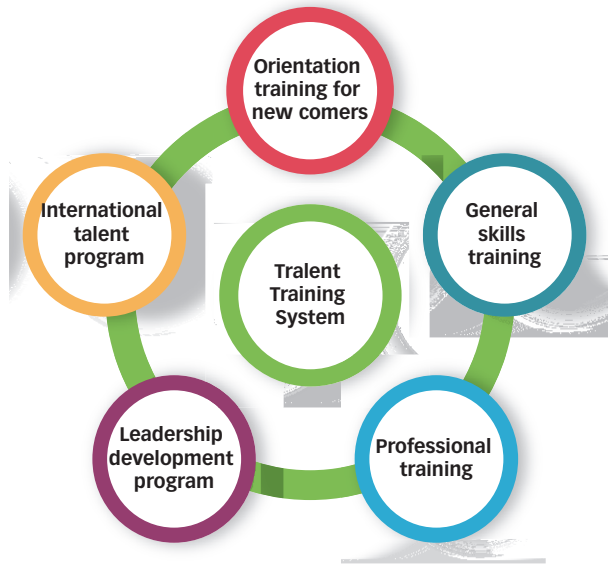 Orientation
training for
new comers
General
skills
training
Professional
training
Leadership
development
program
International
talent
program
Tralent
Training
System